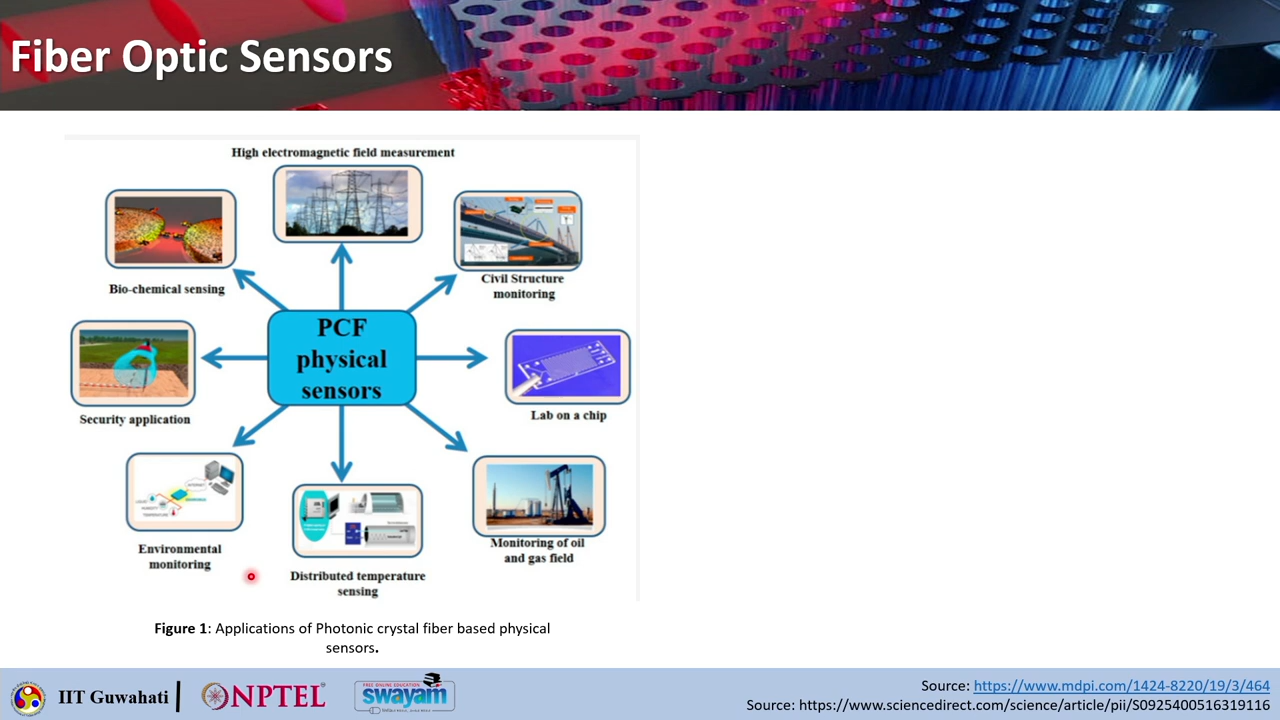 Fiber Optic Sensors
High electromagnetic field measurement
Bio-chemical sensing
Civil Structure
monitoring
PCF
physical
sensors
Security application
Lab on a chip
Environmental
monitoring
Distributed temperature
sensing
Monitoring of oil
and gas field
Figure 1: Applications of Photonic crystal fiber based physical
sensors.
IIT Guwahati
NPTEL
FREE ONLINE EDUCATION
swayam
Source: https://www.mdpi.com/1424-8220/19/3/464
Source: https://www.sciencedirect.com/science/article/pii/S0925400516319116